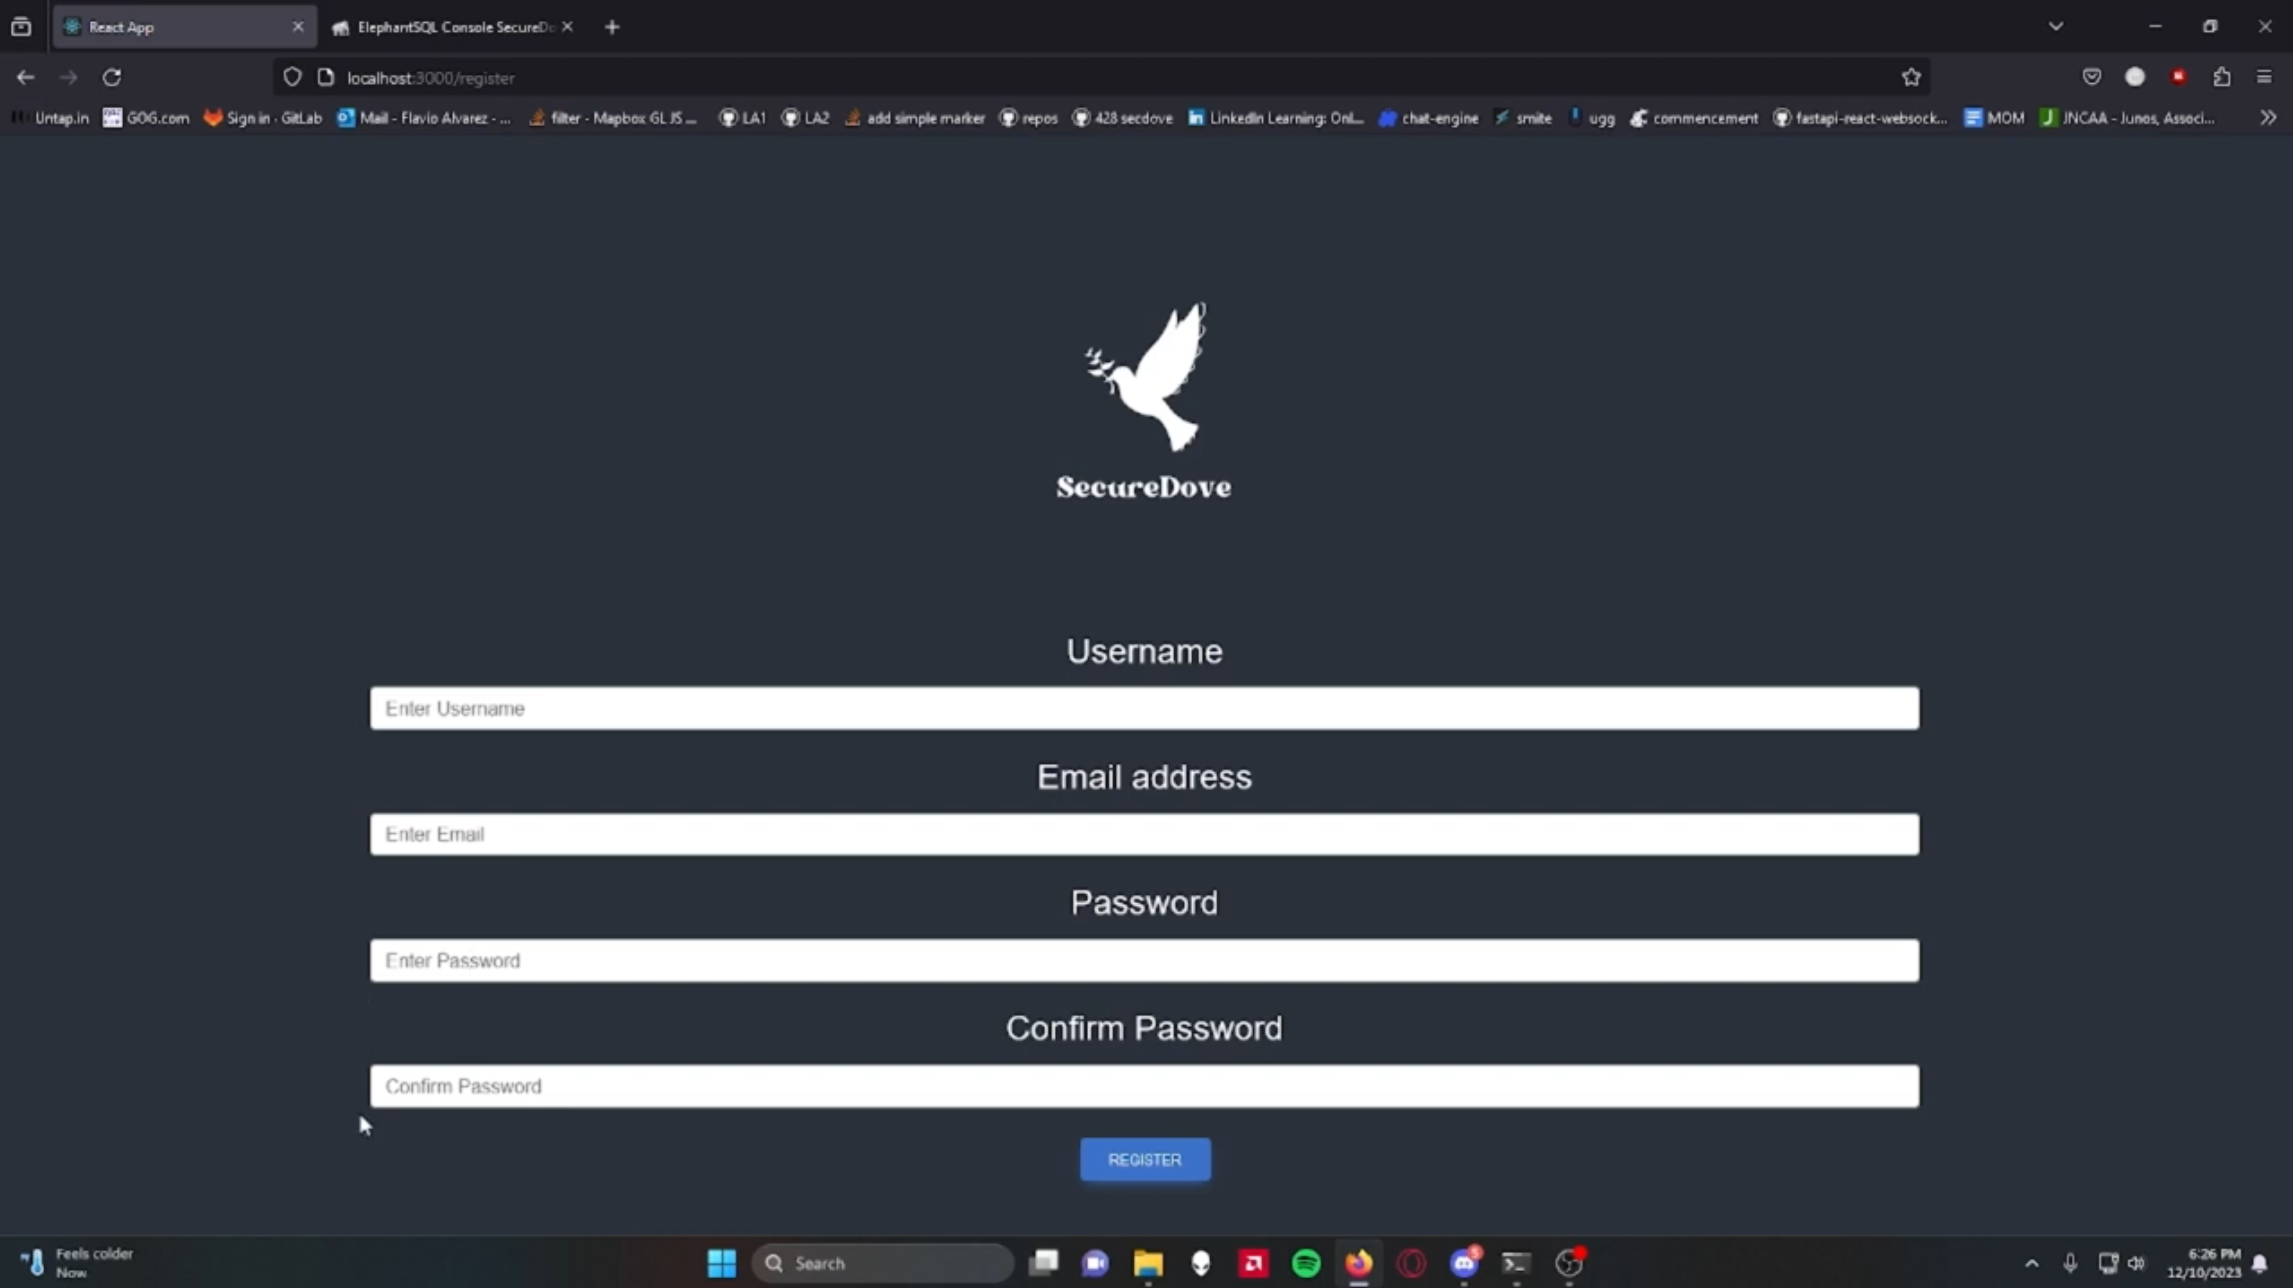 React App
ElephantSQL Console SecureDo
localhost:3000/register
Untap.in GOG.com Sign in · GitLab Mail - Flavio Alvarez - ... filter - Mapbox GL JS ... LA1 LA2 add simple marker repos 428 secdove LinkedIn Learning: Onl... chat-engine smite ugg commencement fastapi-react-websock... MOM JNCAA - Junos, Associ...
SecureDove
Username
Enter Username
Email address
Enter Email
Password
Enter Password
Confirm Password
Confirm Password
REGISTER
Feels colder
Now
Search
5
6:26 PM
12/10/2023